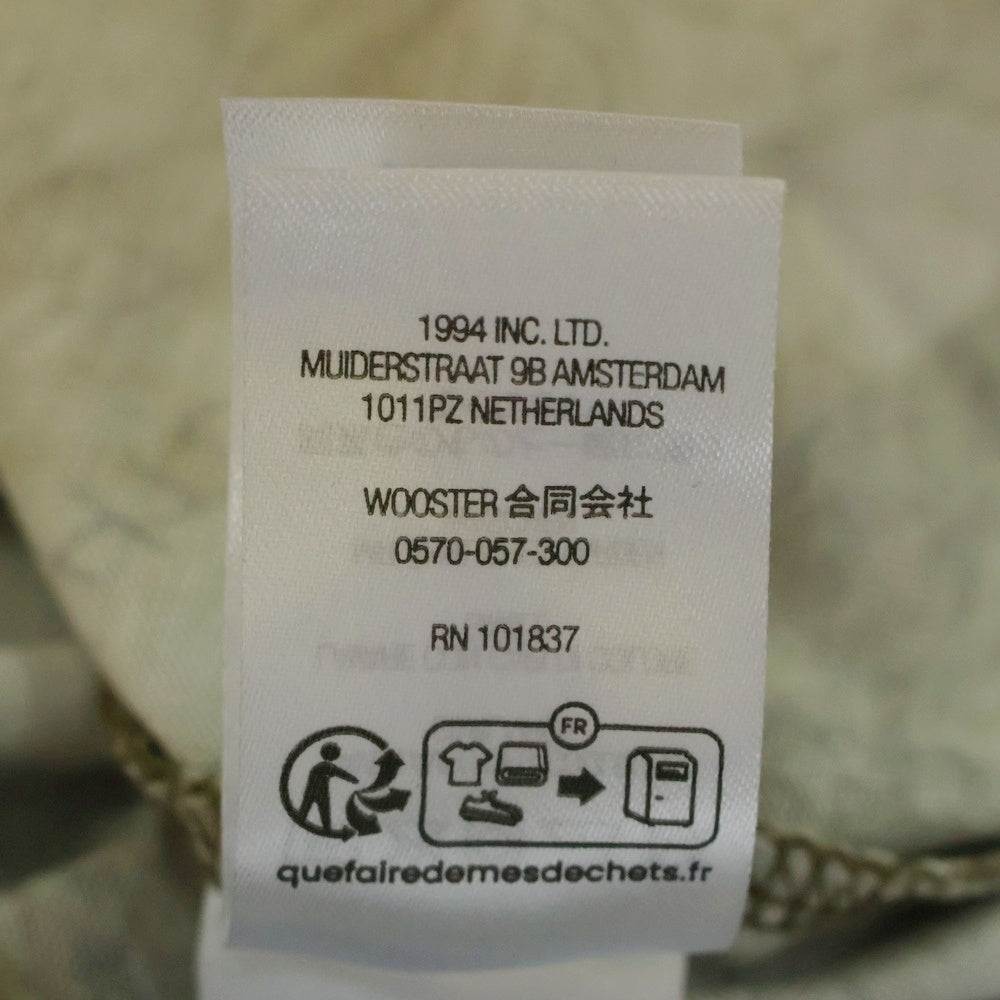 1994 INC. LTD.
MUIDERSTRAAT 9B AMSTERDAM
1011PZ NETHERLANDS
WOOSTER 合同会社
0570-057-300
RN 101837
FR
quefairedemesdechets.fr